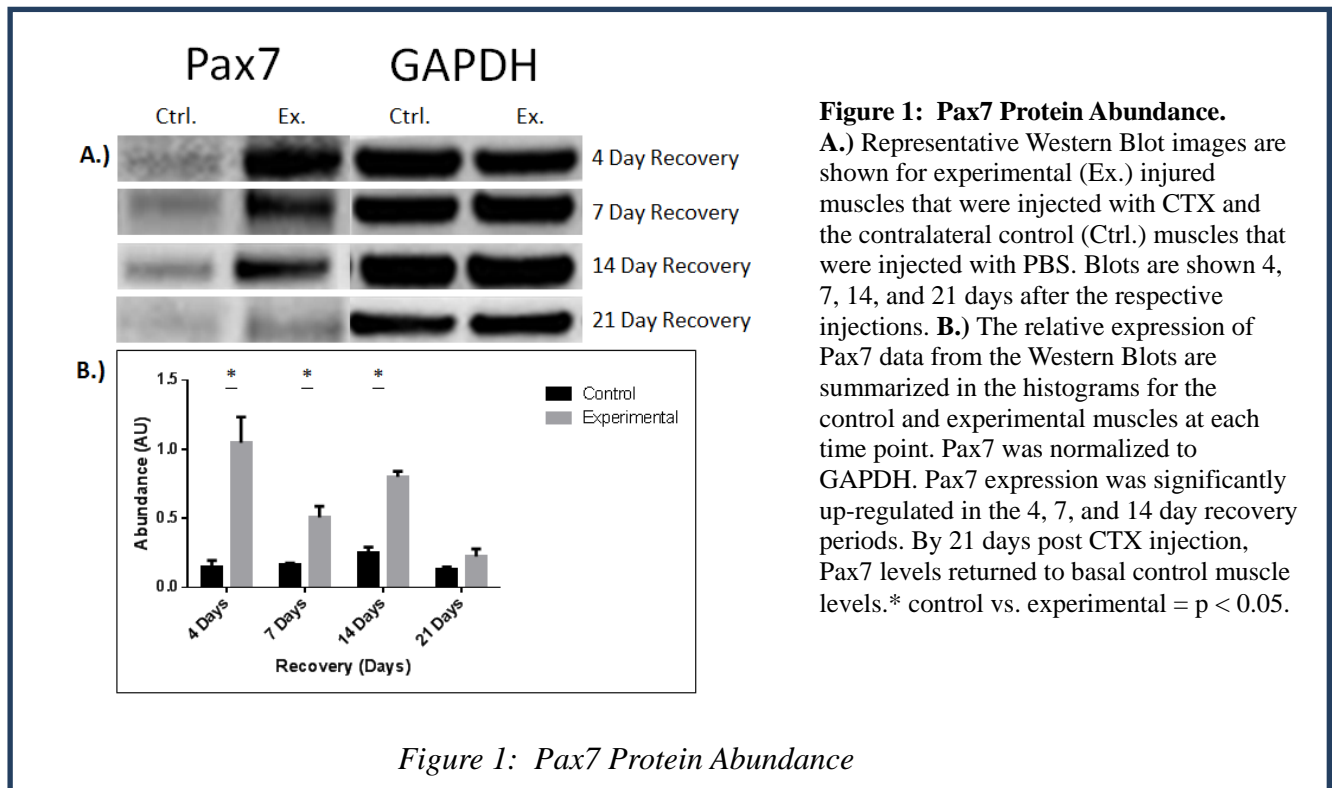 Pax7 GAPDH
Ctrl. Ex. Ctrl. Ex.
A.)
4 Day Recovery
7 Day Recovery
14 Day Recovery
21 Day Recovery
B.)
1.5
1.0
0.5
0.0
Abundance (AU)
* * *
Control
Experimental
4 Days 7 Days 14 Days 21 Days
Recovery (Days)
Figure 1: Pax7 Protein Abundance.
A.) Representative Western Blot images are
shown for experimental (Ex.) injured
muscles that were injected with CTX and
the contralateral control (Ctrl.) muscles that
were injected with PBS. Blots are shown 4,
7, 14, and 21 days after the respective
injections. B.) The relative expression of
Pax7 data from the Western Blots are
summarized in the histograms for the
control and experimental muscles at each
time point. Pax7 was normalized to
GAPDH. Pax7 expression was significantly
up-regulated in the 4, 7, and 14 day recovery
periods. By 21 days post CTX injection,
Pax7 levels returned to basal control muscle
levels.* control vs. experimental = p < 0.05.
Figure 1: Pax7 Protein Abundance